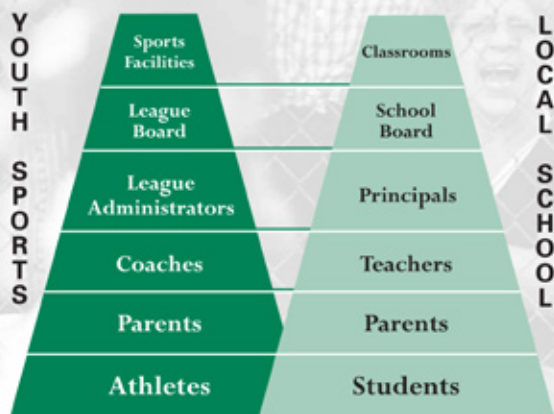 YOUTH SPORTS
Sports
Facilities
League
Board
League
Administrators
Coaches
Parents
Athletes
Classrooms
School
Board
Principals
Teachers
Parents
Students
LOCAL SCHOOL